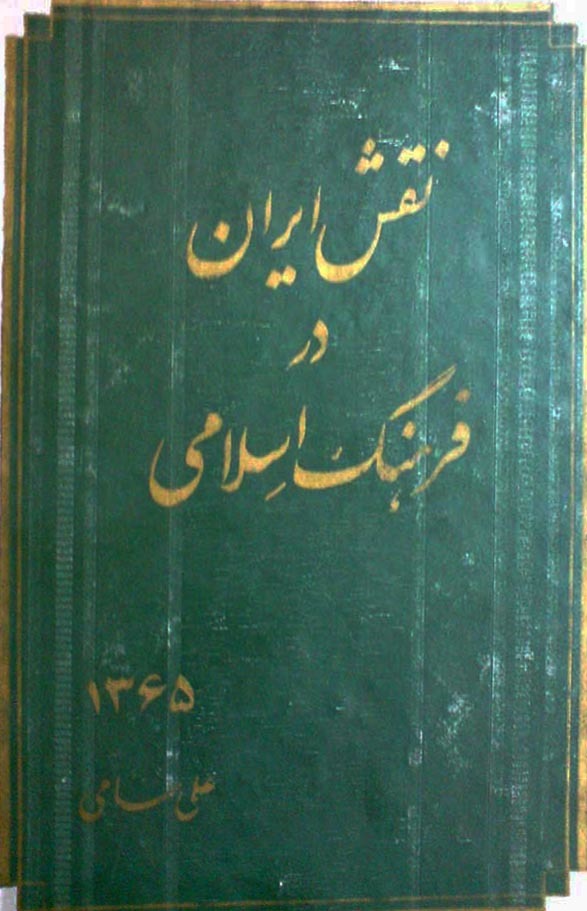 نقش ایران
در
فرهنگ اسلامی
۱۳۶۵
علی سامی